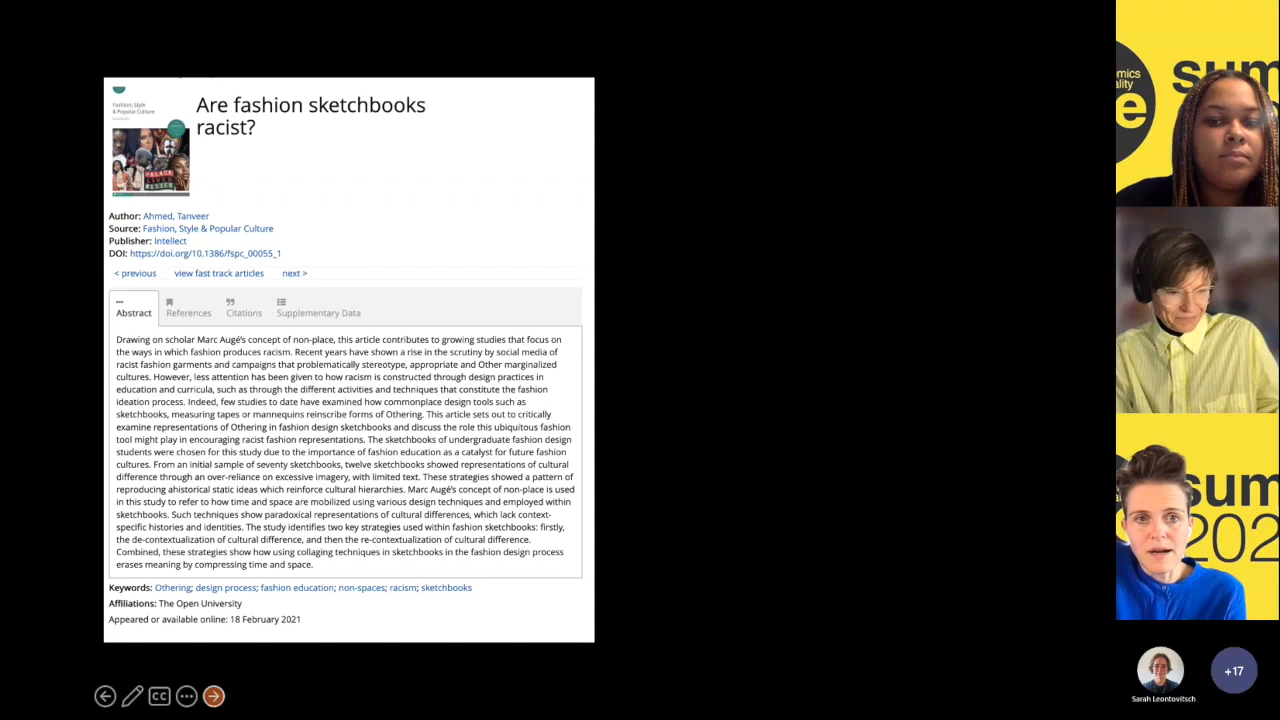 Fashion, Style
& Popular Culture
Are fashion sketchbooks
racist?
Author: Ahmed, Tanveer
Source: Fashion, Style & Popular Culture
Publisher: Intellect
DOI: https://doi.org/10.1386/fspc_00055_1
< previous view fast track articles next >
Abstract References Citations Supplementary Data
Drawing on scholar Marc Augé's concept of non-place, this article contributes to growing studies that focus on
the ways in which fashion produces racism. Recent years have shown a rise in the scrutiny by social media of
racist fashion garments and campaigns that problematically stereotype, appropriate and Other marginalized
cultures. However, less attention has been given to how racism is constructed through design practices in
education and curricula, such as through the different activities and techniques that constitute the fashion
ideation process. Indeed, few studies to date have examined how commonplace design tools such as
sketchbooks, measuring tapes or mannequins reinscribe forms of Othering. This article sets out to critically
examine representations of Othering in fashion design sketchbooks and discuss the role this ubiquitous fashion
tool might play in encouraging racist fashion representations. The sketchbooks of undergraduate fashion design
students were chosen for this study due to the importance of fashion education as a catalyst for future fashion
cultures. From an initial sample of seventy sketchbooks, twelve sketchbooks showed representations of cultural
difference through an over-reliance on excessive imagery, with limited text. These strategies showed a pattern of
reproducing ahistorical static ideas which reinforce cultural hierarchies. Marc Augé's concept of non-place is used
in this study to refer to how time and space are mobilized using various design techniques and employed within
sketchbooks. Such techniques show paradoxical representations of cultural differences, which lack context-
specific histories and identities. The study identifies two key strategies used within fashion sketchbooks: firstly,
the de-contextualization of cultural difference, and then the re-contextualization of cultural difference.
Combined, these strategies show how using collaging techniques in sketchbooks in the fashion design process
erases meaning by compressing time and space.
Keywords: Othering; design process; fashion education; non-spaces; racism; sketchbooks
Affiliations: The Open University
Appeared or available online: 18 February 2021
CC
omics
ality
e
sum
sum
202
Sarah Leontovitsch
+17